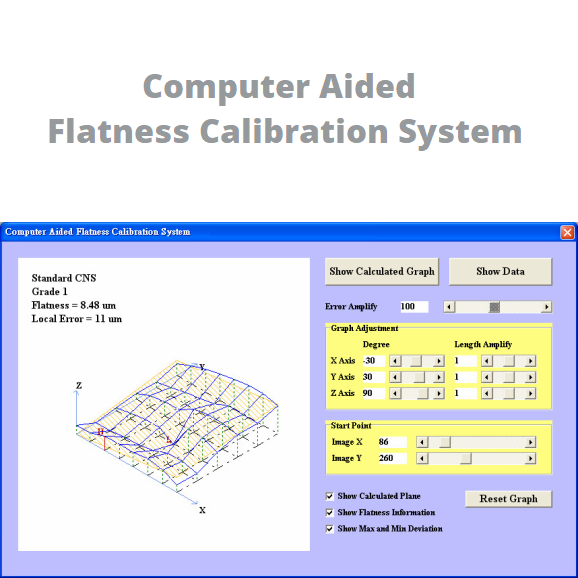 Computer Aided
Flatness Calibration System
Computer Aided Flatness Calibration System
Standard CNS
Grade 1
Flatness = 8.48 um
Local Error = 11 um
Z
Y
H
L
X
Show Calculated Graph Show Data
Error Amplify 100
Graph Adjustment
Degree Length Amplify
X Axis -30 1
Y Axis 30 1
Z Axis 90 1
Start Point
Image X 86
Image Y 260
Show Calculated Plane
Show Flatness Information
Show Max and Min Deviation
Reset Graph